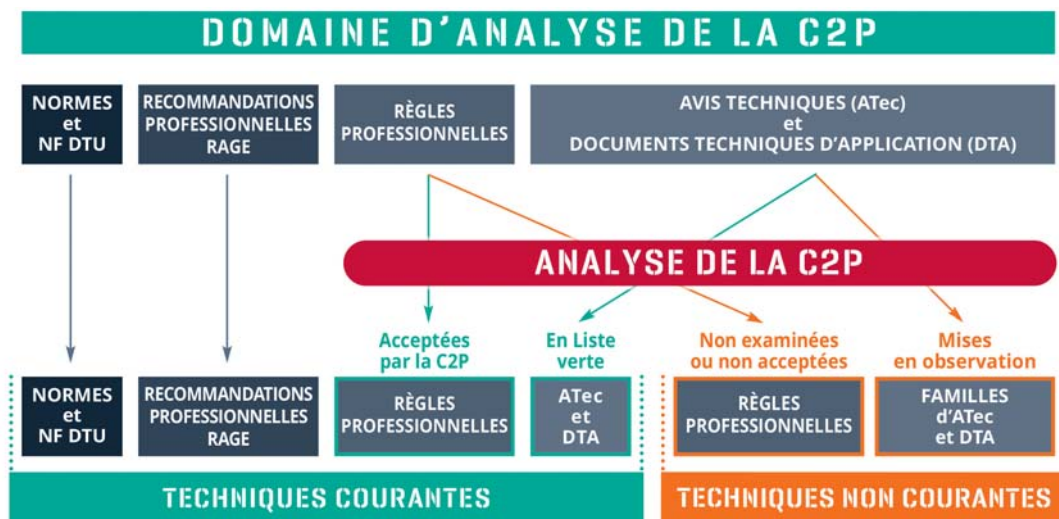 DOMAINE D'ANALYSE DE LA C2P
NORMES
et
NF DTU
RECOMMANDATIONS
PROFESSIONNELLES
RAGE
RÈGLES
PROFESSIONNELLES
AVIS TECHNIQUES (ATec)
et
DOCUMENTS TECHNIQUES D'APPLICATION (DTA)
ANALYSE DE LA C2P
Acceptées
par la C2P
En Liste
verte
Non examinées
ou non acceptées
Mises
en observation
NORMES
et
NF DTU
RECOMMANDATIONS
PROFESSIONNELLES
RAGE
RÈGLES
PROFESSIONNELLES
ATec
et
DTA
RÈGLES
PROFESSIONNELLES
FAMILLES
d'ATec
et DTA
TECHNIQUES COURANTES
TECHNIQUES NON COURANTES